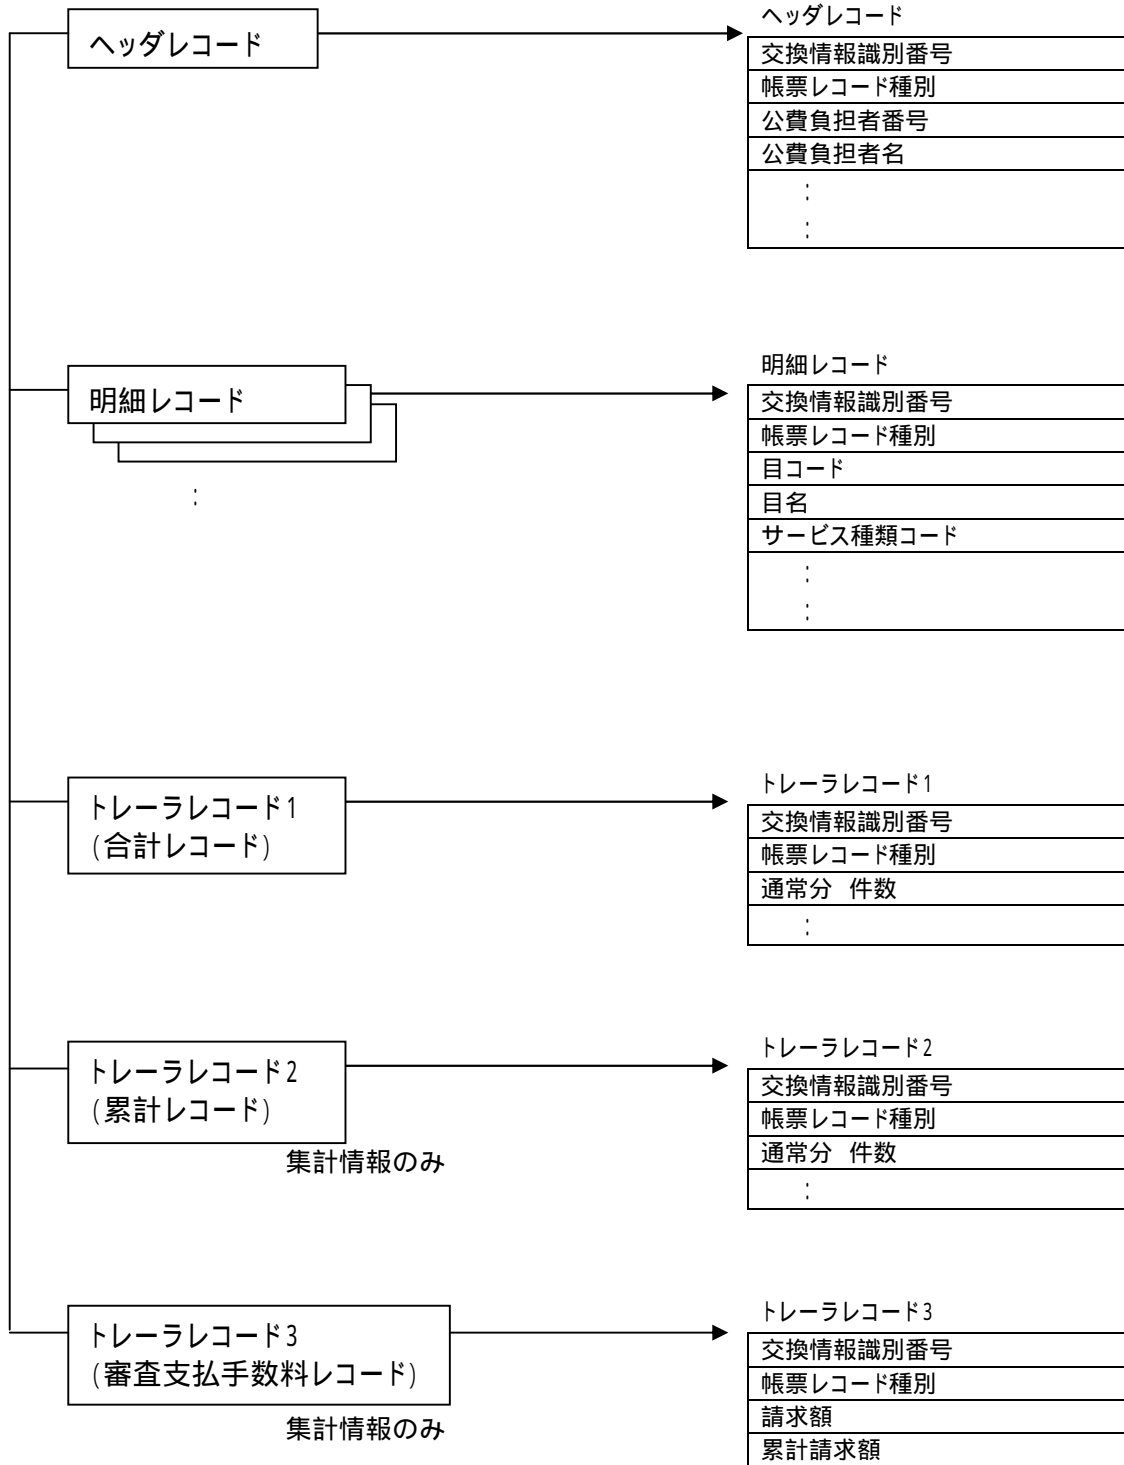 ヘッダレコード
ヘッダレコード
交換情報識別番号
帳票レコード種別
公費負担者番号
公費負担者名
:
:
明細レコード
:
明細レコード
交換情報識別番号
帳票レコード種別
目コード
目名
サービス種類コード
:
:
トレーラレコード1
(合計レコード)
トレーラレコード1
交換情報識別番号
帳票レコード種別
通常分 件数
:
トレーラレコード2
(累計レコード)
集計情報のみ
トレーラレコード2
交換情報識別番号
帳票レコード種別
通常分 件数
:
トレーラレコード3
(審査支払手数料レコード)
集計情報のみ
トレーラレコード3
交換情報識別番号
帳票レコード種別
請求額
累計請求額